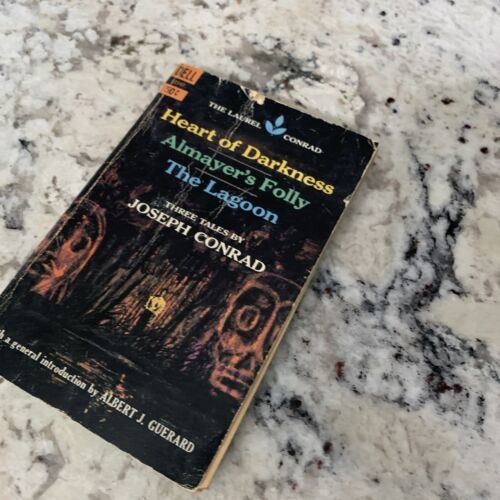 DELL
50¢
THE LAUREL CONRAD
Heart of Darkness
Almayer's Folly
The Lagoon
THREE TALES BY
JOSEPH CONRAD
a general introduction by ALBERT J. GUERARD